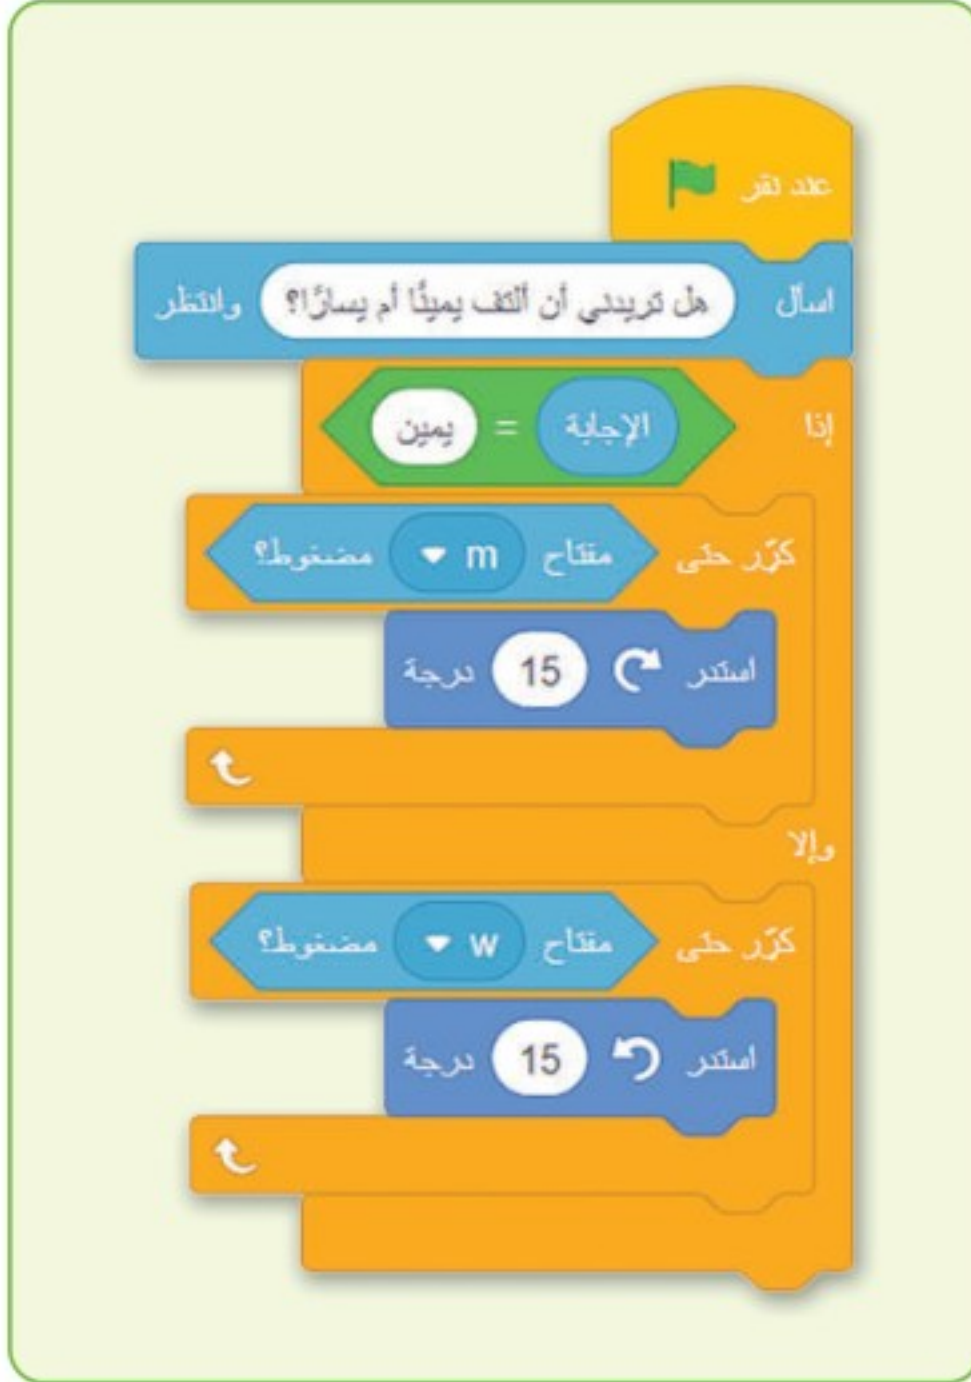 عند نقر
اسأل هل تريدني أن ألتف يمينًا أم يسارًا؟ وانتظر
إذا الإجابة = يمين
كرّر حتى مفتاح m مضغوط؟
استدر 15 درجة
وإلا
كرّر حتى مفتاح w مضغوط؟
استدر 15 درجة